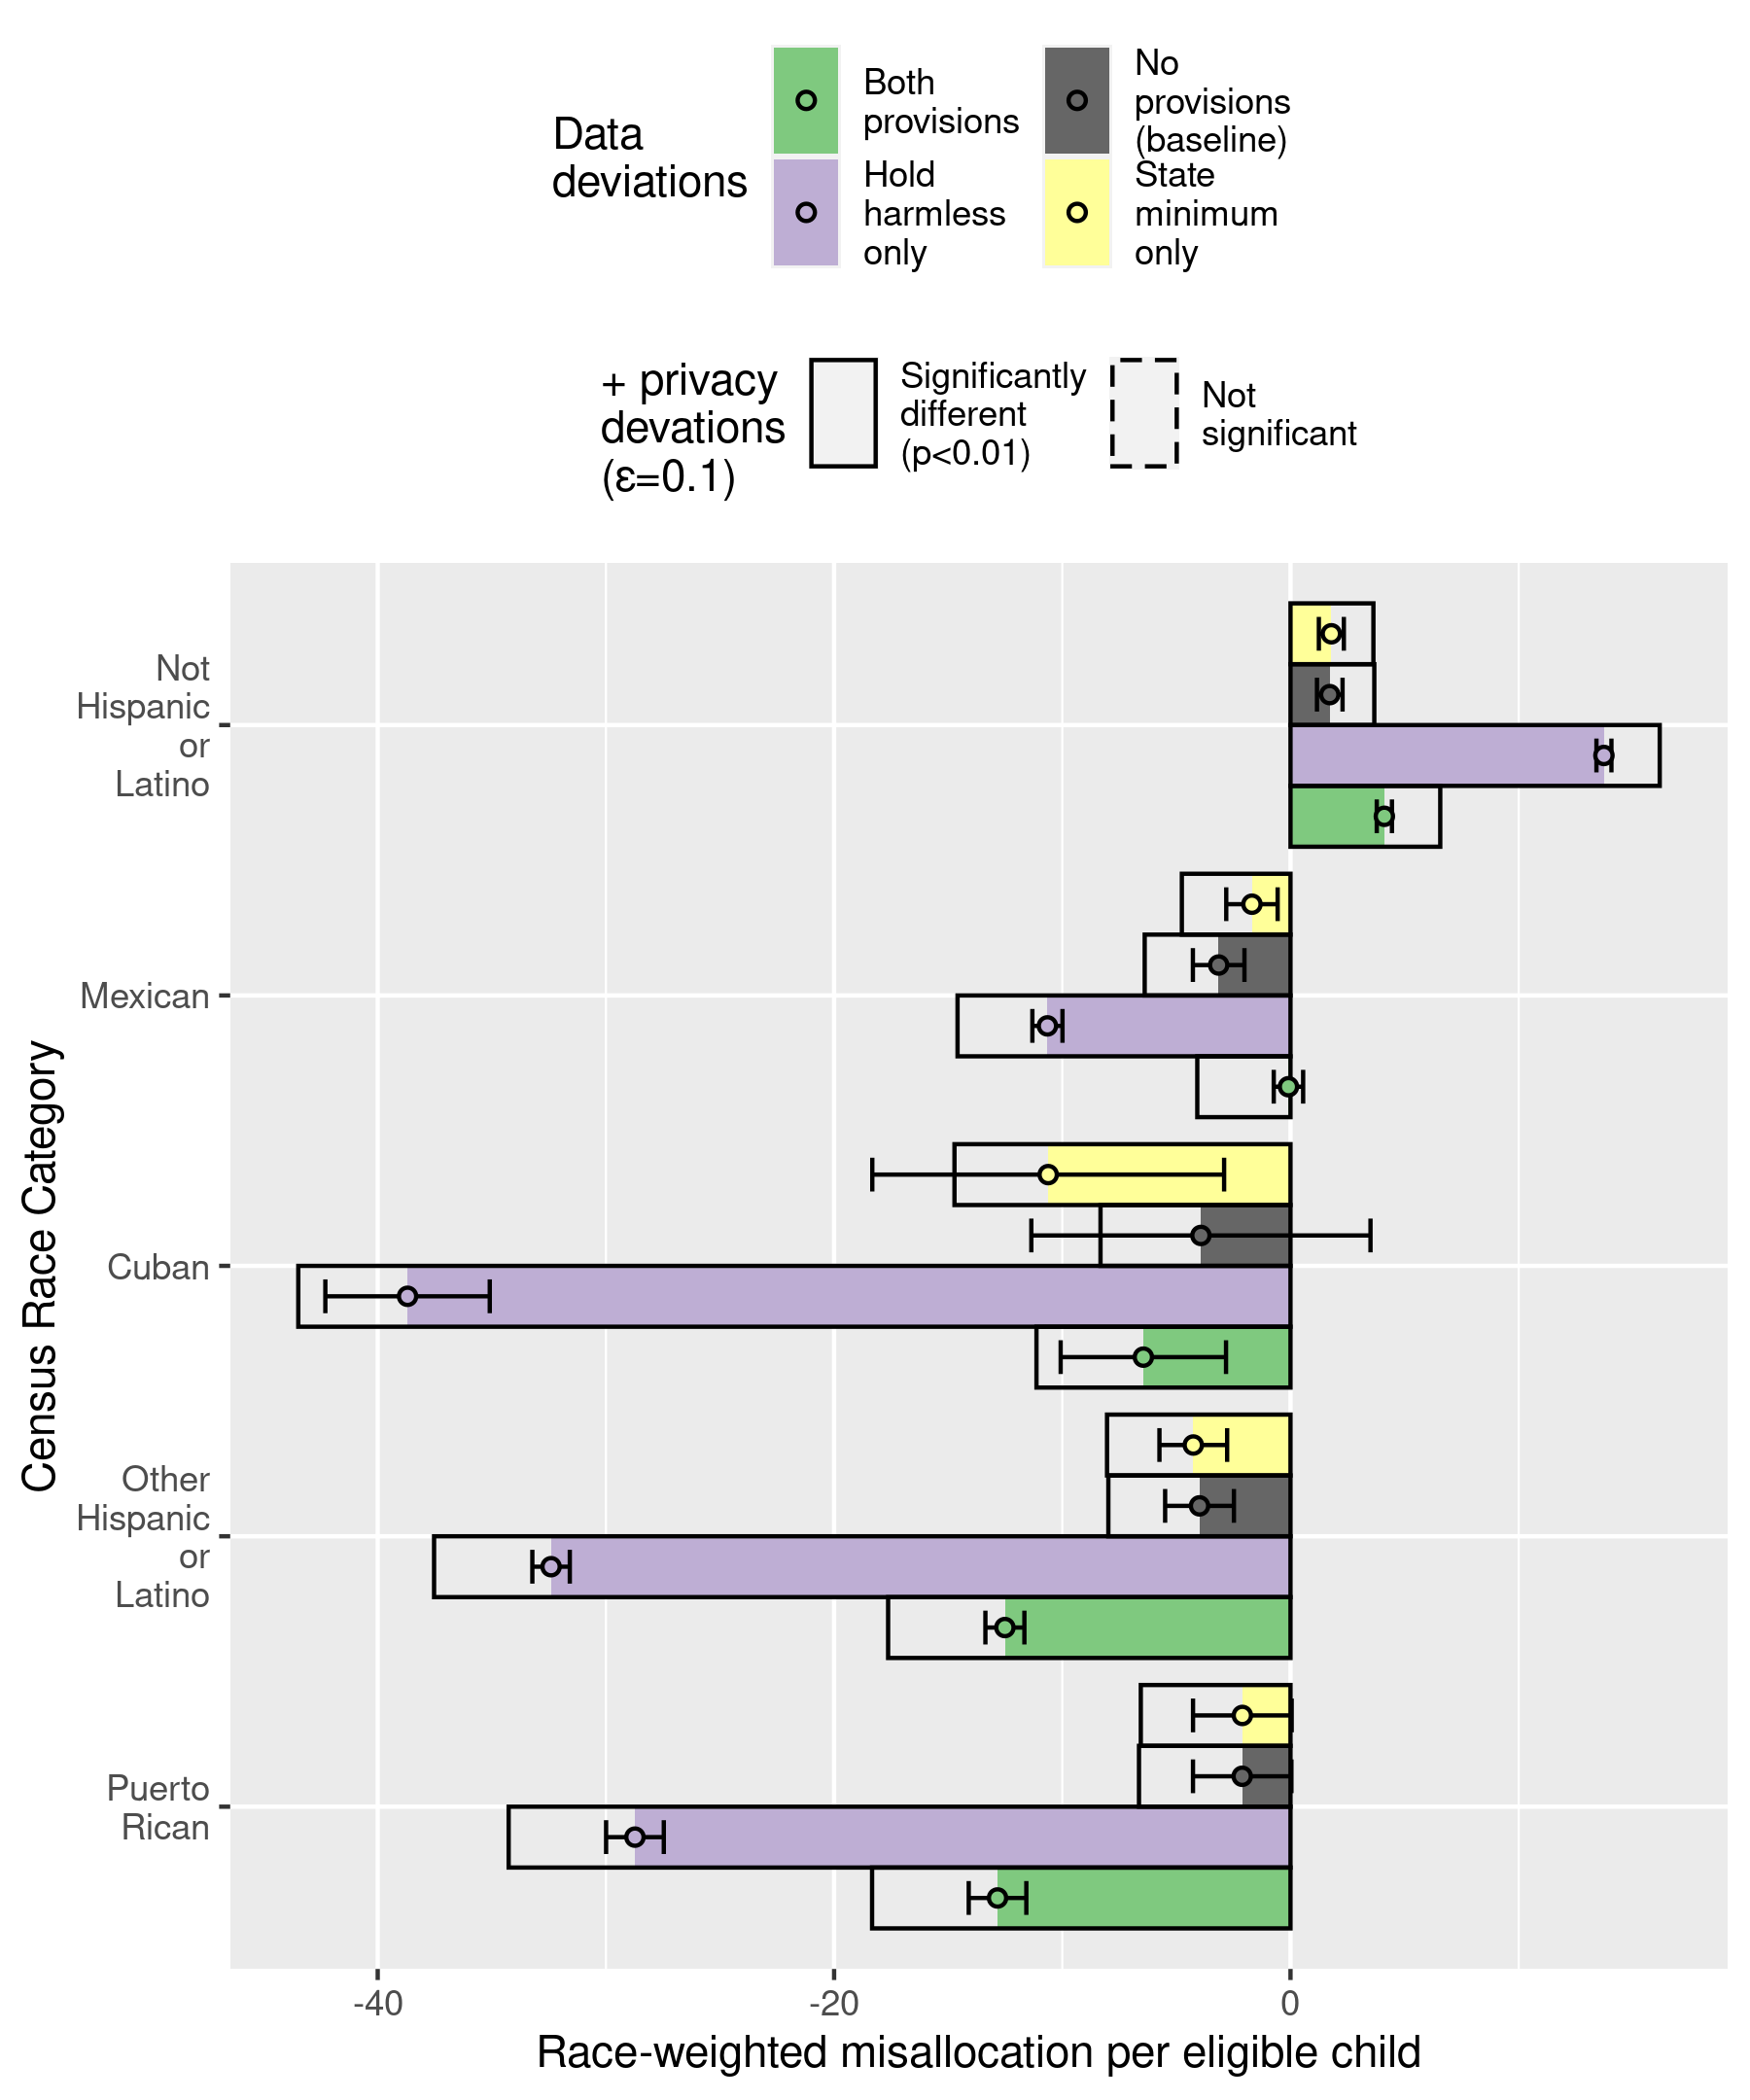 Data
deviations
Both
provisions
No
provisions
(baseline)
Hold
harmless
only
State
minimum
only
+ privacy
devations
(ε=0.1)
Significantly
different
(p<0.01)
Not
significant
Census Race Category
Not
Hispanic
or
Latino
Mexican
Cuban
Other
Hispanic
or
Latino
Puerto
Rican
-40
-20
0
Race-weighted misallocation per eligible child